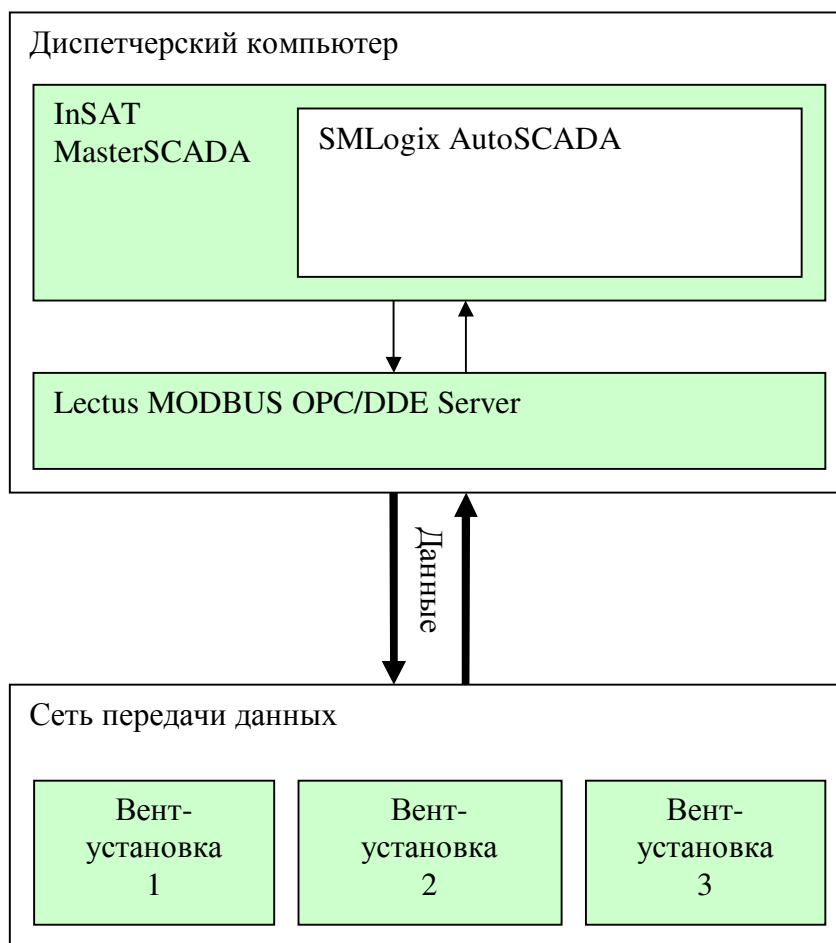 Диспетчерский компьютер
InSAT
MasterSCADA
SMLogix AutoSCADA
Lectus MODBUS OPC/DDE Server
Данные
Сеть передачи данных
Вент-
установка
1
Вент-
установка
2
Вент-
установка
3